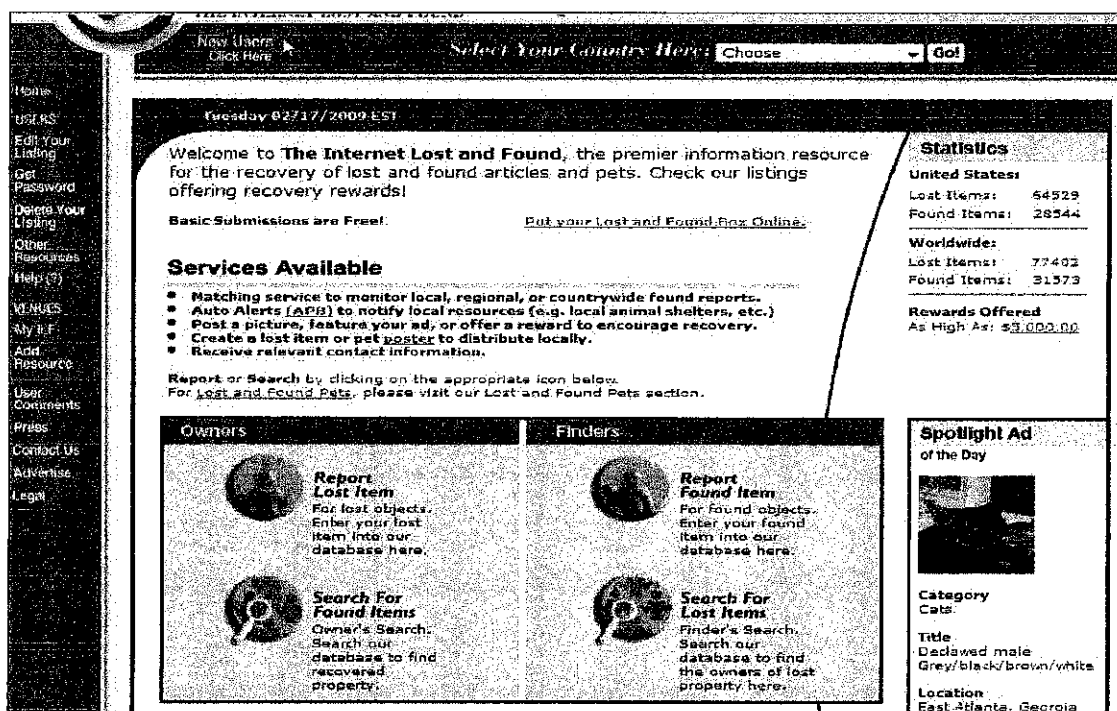 THE INTERNET LOST AND FOUND
New Users
Click Here
Select Your Country Here:
Choose
Go!
Home
USERS
Edit Your
Listing
Get
Password
Delete Your
Listing
Other
Resources
Help (?)
VENUES
My ILF
Add
Resource
User
Comments
Press
Contact Us
Advertise
Legal
Tuesday 02/17/2009 EST
Welcome to The Internet Lost and Found, the premier information resource
for the recovery of lost and found articles and pets. Check our listings
offering recovery rewards!
Basic Submissions are Free!
Put your Lost and Found Box Online.
Services Available
• Matching service to monitor local, regional, or countrywide found reports.
• Auto Alerts (APB) to notify local resources (e.g. local animal shelters, etc.)
• Post a picture, feature your ad, or offer a reward to encourage recovery.
• Create a lost item or pet poster to distribute locally.
• Receive relevant contact information.
Report or Search by clicking on the appropriate icon below.
For Lost and Found Pets, please visit our Lost and Found Pets section.
Owners
Report
Lost Item
For lost objects.
Enter your lost
item into our
database here.
Search For
Found Items
Owner's Search.
Search our
database to find
recovered
property.
Finders
Report
Found Item
For found objects.
Enter your found
item into our
database here.
Search For
Lost Items
Finder's Search.
Search our
database to find
the owners of lost
property here.
Statistics
United States:
Lost Items: 64529
Found Items: 28544
Worldwide:
Lost Items: 77402
Found Items: 31573
Rewards Offered
As High As:
Spotlight Ad
of the Day
Category
Cats
Title
Declawed male
Grey/black/brown/white
Location
East Atlanta, Georgia